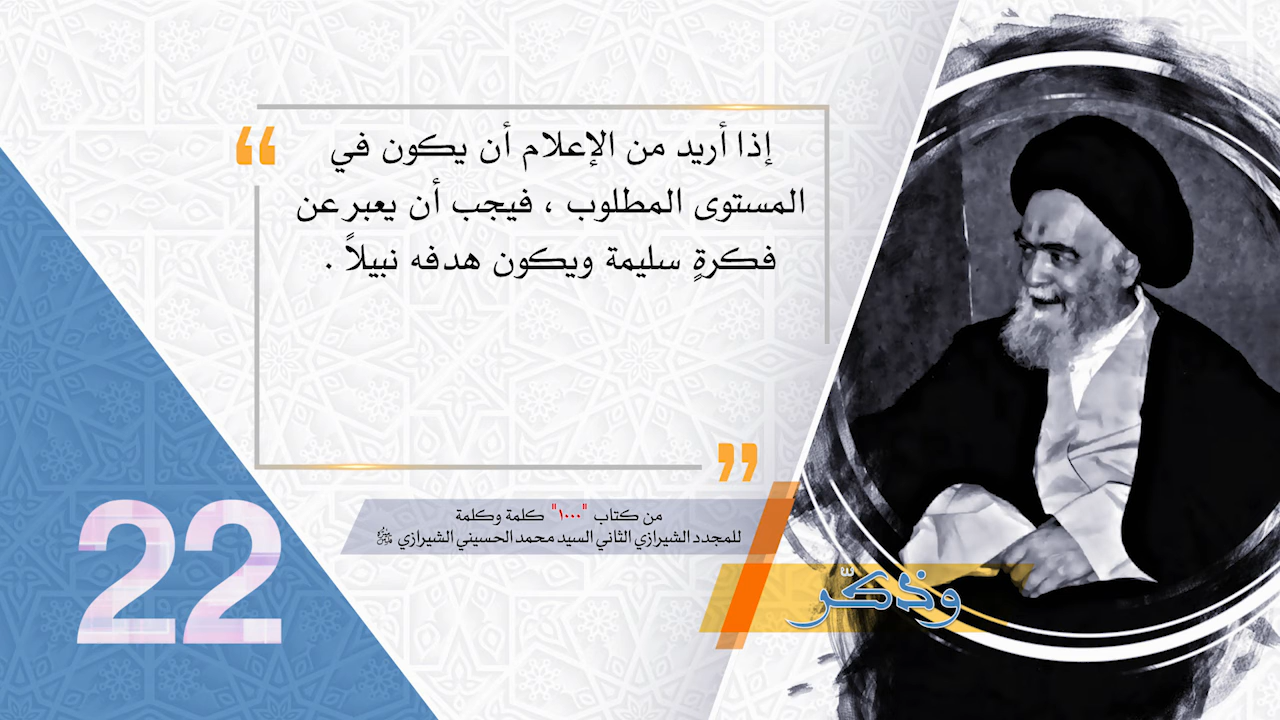 إذا أريد من الإعلام أن يكون في
المستوى المطلوب ، فيجب أن يعبر عن
فكرةٍ سليمة ويكون هدفه نبيلاً .
من كتاب "١٠٠٠" كلمة وكلمة
للمجدد الشيرازي الثاني السيد محمد الحسيني الشيرازي
وذكّر
22